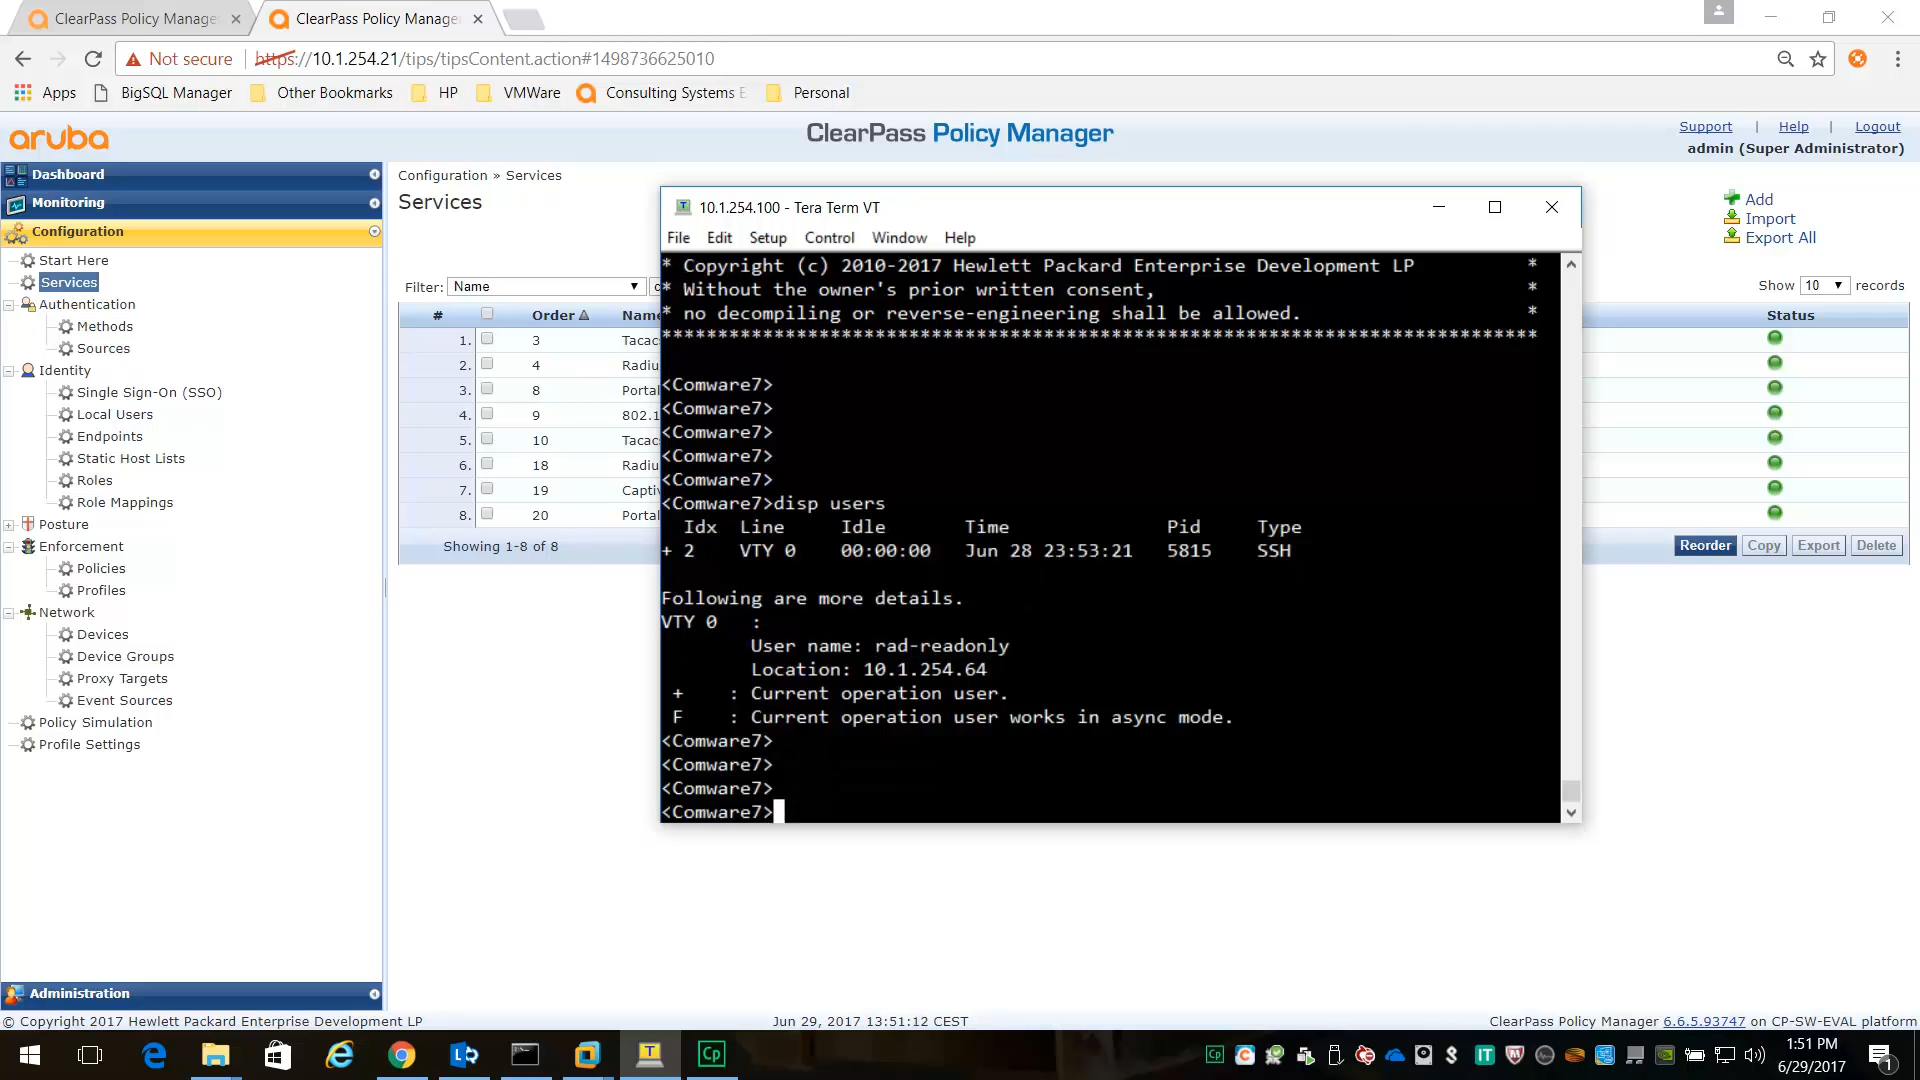 ClearPass Policy Manage
ClearPass Policy Manage
Not secure
https://10.1.254.21/tips/tipsContent.action#1498736625010
Apps
BigSQL Manager
Other Bookmarks
HP
VMWare
Consulting Systems E
Personal
aruba
ClearPass Policy Manager
Support | Help | Logout
admin (Super Administrator)
Dashboard
Monitoring
Configuration
Start Here
Services
Authentication
Methods
Sources
Identity
Single Sign-On (SSO)
Local Users
Endpoints
Static Host Lists
Roles
Role Mappings
Posture
Enforcement
Policies
Profiles
Network
Devices
Device Groups
Proxy Targets
Event Sources
Policy Simulation
Profile Settings
Administration
Configuration » Services
Services
Add
Import
Export All
Filter: Name
Show 10 records
# Order Name Status
1. 3 Tacac
2. 4 Radiu
3. 8 Portal
4. 9 802.1
5. 10 Tacac
6. 18 Radiu
7. 19 Captiv
8. 20 Portal
Showing 1-8 of 8
Reorder Copy Export Delete
10.1.254.100 - Tera Term VT
File Edit Setup Control Window Help
* Copyright (c) 2010-2017 Hewlett Packard Enterprise Development LP *
* Without the owner's prior written consent, *
* no decompiling or reverse-engineering shall be allowed. *
******************************************************************************
<Comware7>
<Comware7>
<Comware7>
<Comware7>
<Comware7>
<Comware7>disp users
Idx Line Idle Time Pid Type
+ 2 VTY 0 00:00:00 Jun 28 23:53:21 5815 SSH
Following are more details.
VTY 0 :
User name: rad-readonly
Location: 10.1.254.64
+ : Current operation user.
F : Current operation user works in async mode.
<Comware7>
<Comware7>
<Comware7>
<Comware7>
© Copyright 2017 Hewlett Packard Enterprise Development LP
Jun 29, 2017 13:51:12 CEST
ClearPass Policy Manager 6.6.5.93747 on CP-SW-EVAL platform
1:51 PM
6/29/2017
1